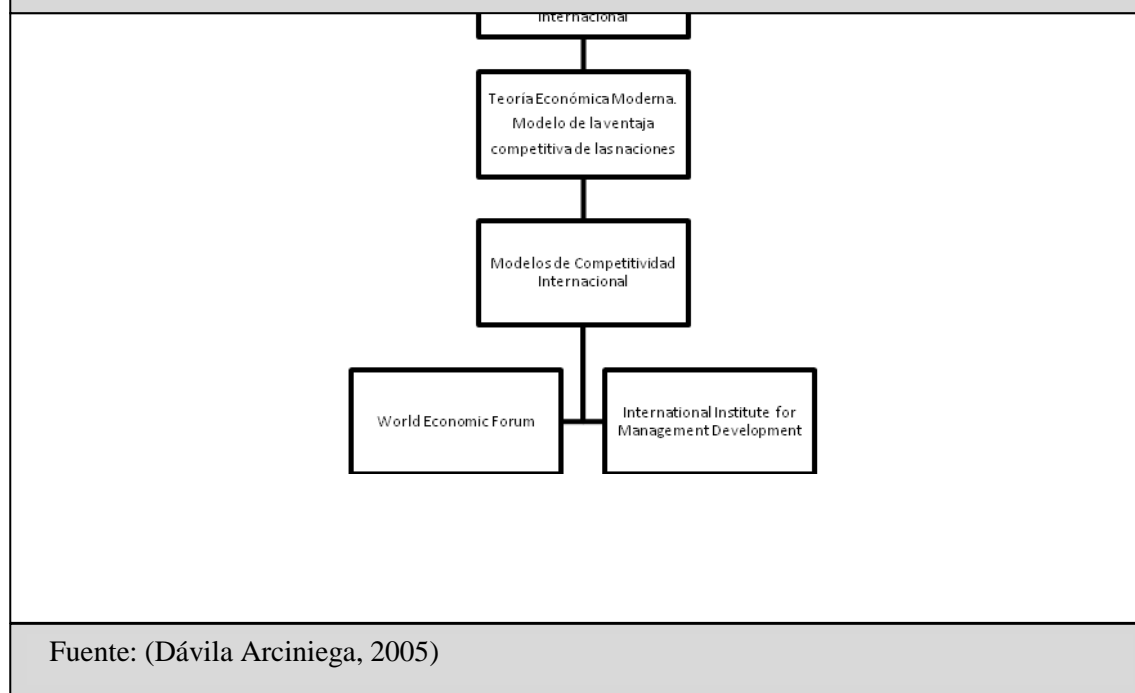 Internacional
Teoría Económica Moderna.
Modelo de la ventaja
competitiva de las naciones
Modelos de Competitividad
Internacional
World Economic Forum
International Institute for
Management Development
Fuente: (Dávila Arciniega, 2005)